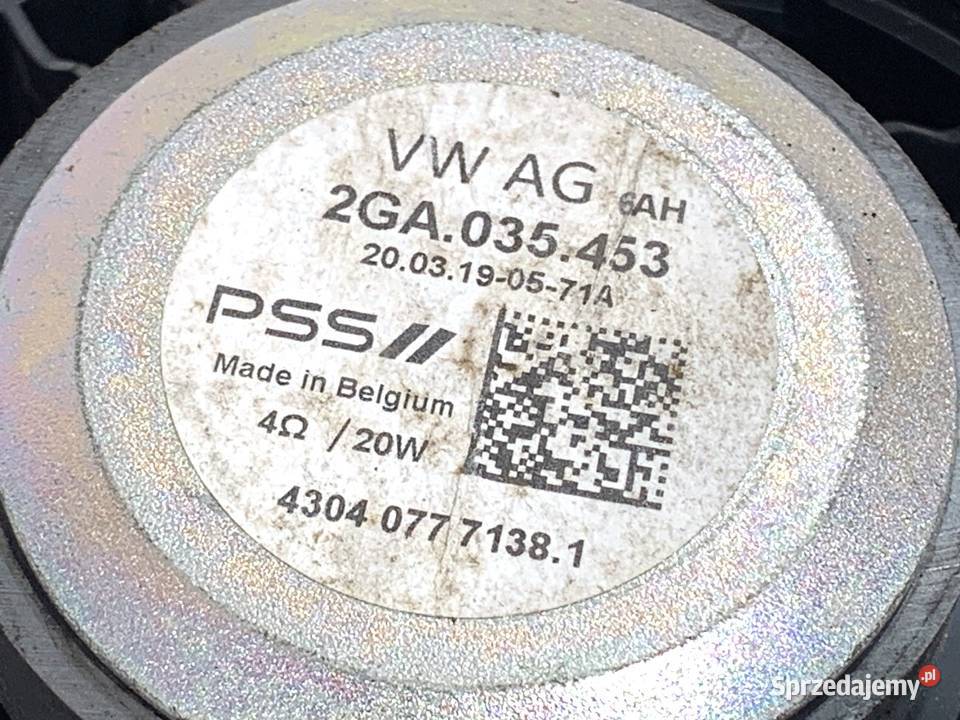 VW AG 6AH
2GA.035.453
20.03.19-05-71A
PSS//
Made in Belgium
4Ω / 20W
4304 077 7138.1
Sprzedajemy.pl